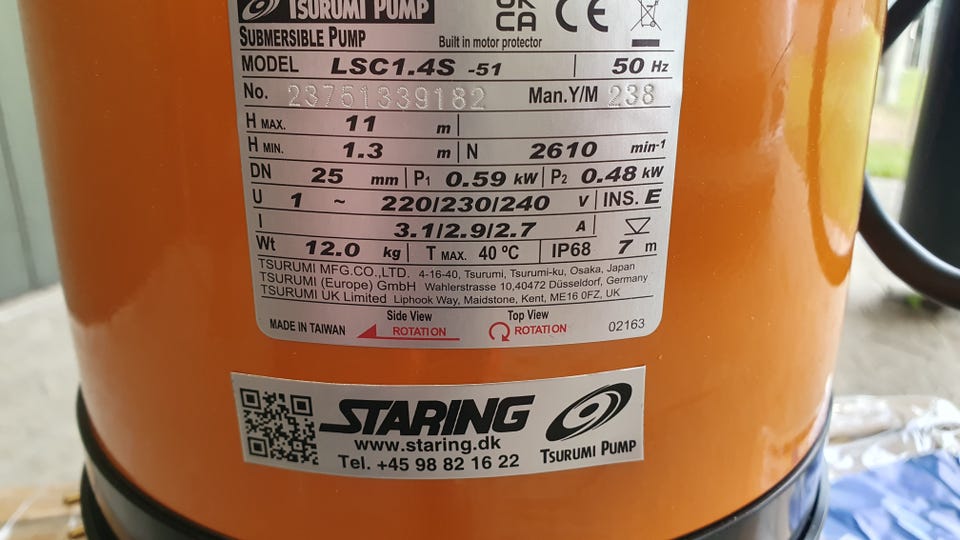 TSURUMI PUMP
UK CA CE
SUBMERSIBLE PUMP Built in motor protector
MODEL LSC1.4S -51 50 Hz
No. 23751339182 Man.Y/M 238
H MAX. 11 m
H MIN. 1.3 m N 2610 min-1
DN 25 mm P1 0.59 kW P2 0.48 kW
U 1 ~ 220/230/240 V INS. E
I 3.1/2.9/2.7 A
Wt 12.0 kg T MAX. 40 ºC IP68 7 m
TSURUMI MFG.CO.,LTD. 4-16-40, Tsurumi, Tsurumi-ku, Osaka, Japan
TSURUMI (Europe) GmbH Wahlerstrasse 10,40472 Düsseldorf, Germany
TSURUMI UK Limited Liphook Way, Maidstone, Kent, ME16 0FZ, UK
Side View Top View
MADE IN TAIWAN ROTATION ROTATION 02163
STARING
www.staring.dk
Tel. +45 98 82 16 22 TSURUMI PUMP